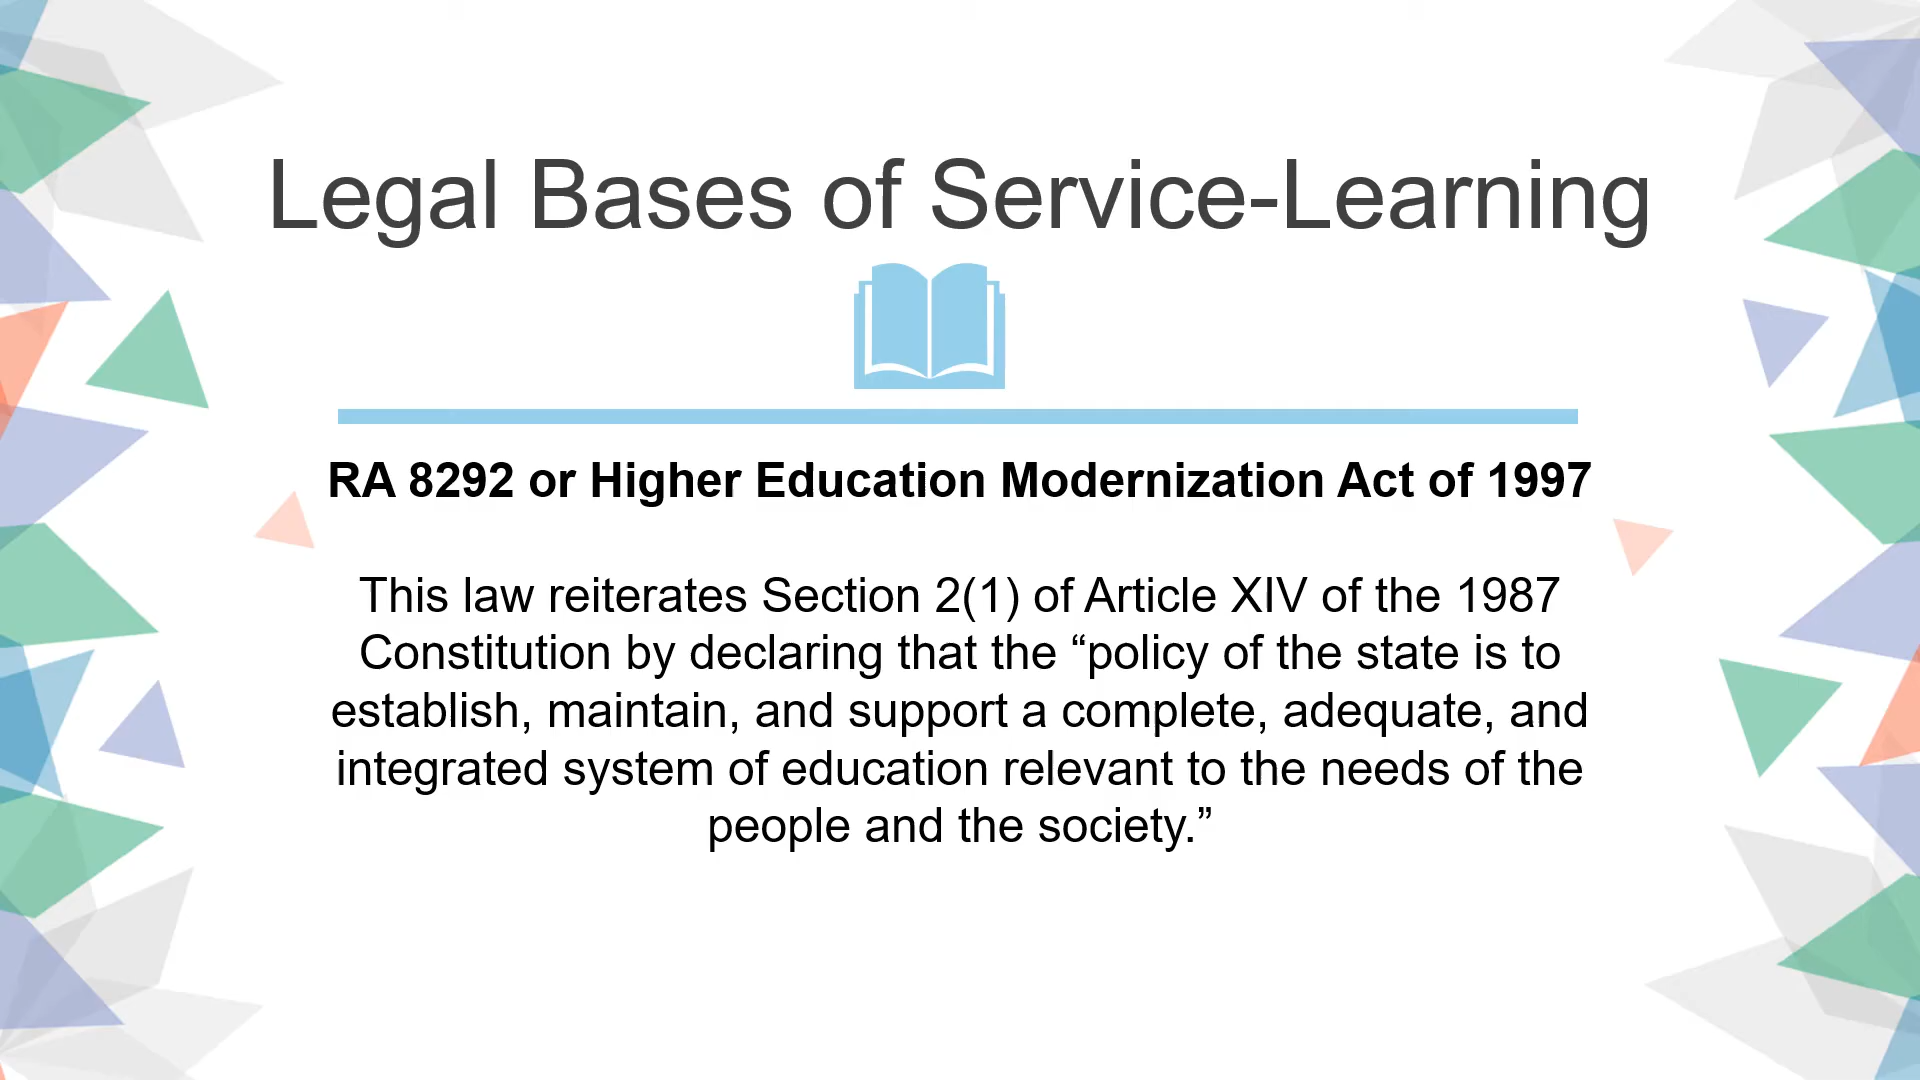 Legal Bases of Service-Learning
RA 8292 or Higher Education Modernization Act of 1997
This law reiterates Section 2(1) of Article XIV of the 1987
Constitution by declaring that the “policy of the state is to
establish, maintain, and support a complete, adequate, and
integrated system of education relevant to the needs of the
people and the society.”